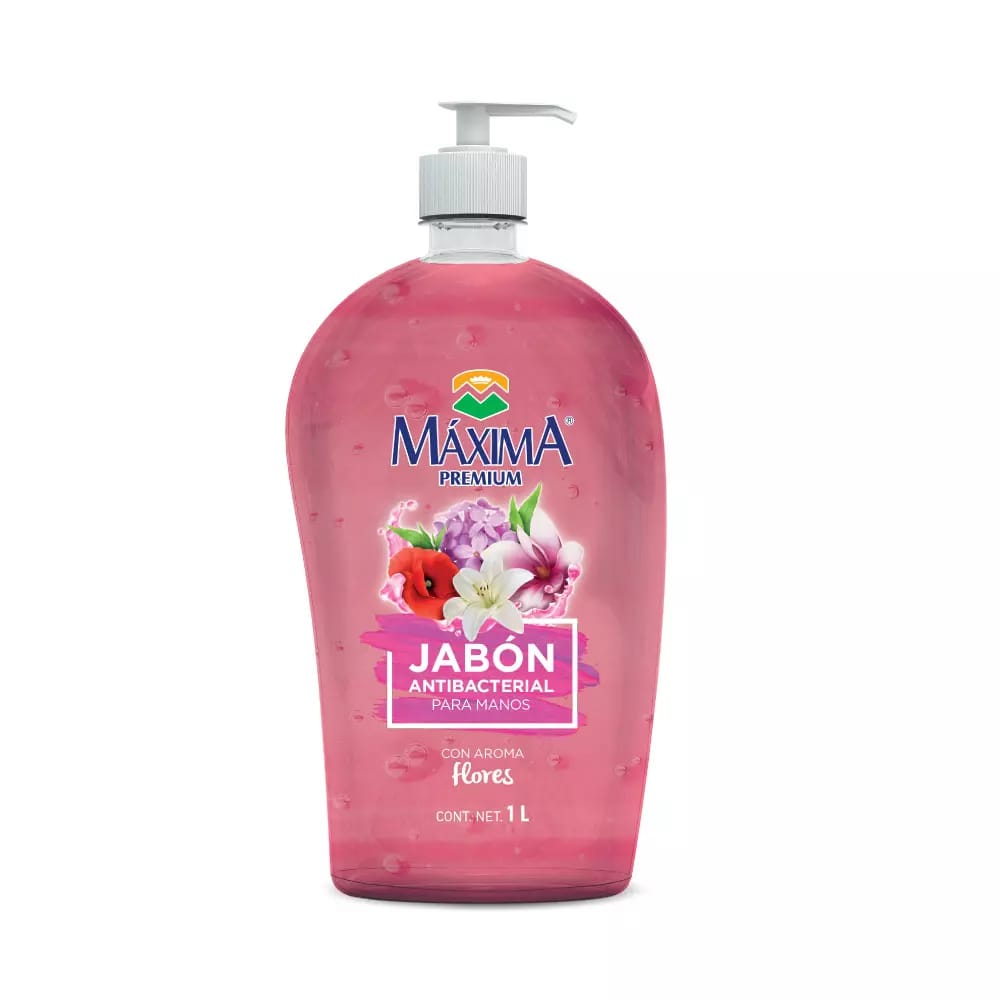 MÁXIMA®
PREMIUM
JABÓN
ANTIBACTERIAL
PARA MANOS
CON AROMA
flores
CONT. NET. 1 L